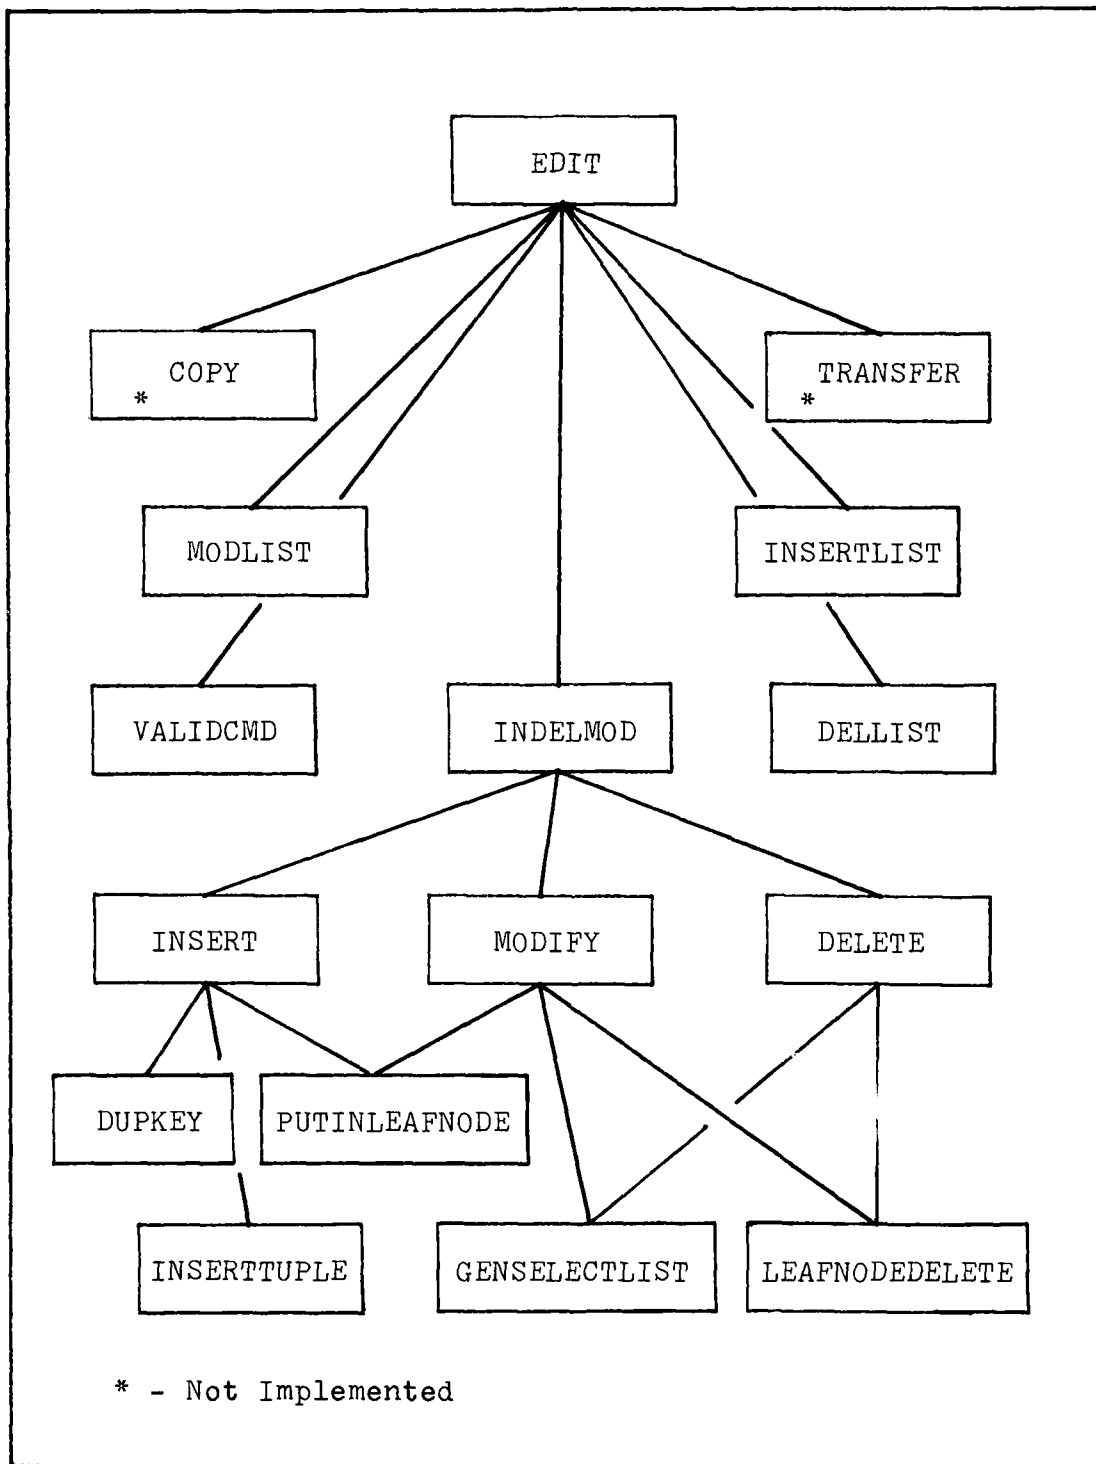 EDIT
COPY
*
TRANSFER
*
MODLIST
INSERTLIST
VALIDCMD
INDELMOD
DELLIST
INSERT
MODIFY
DELETE
DUPKEY
PUTINLEAFNODE
INSERTTUPLE
GENSELECTLIST
LEAFNODEDELETE
* - Not Implemented